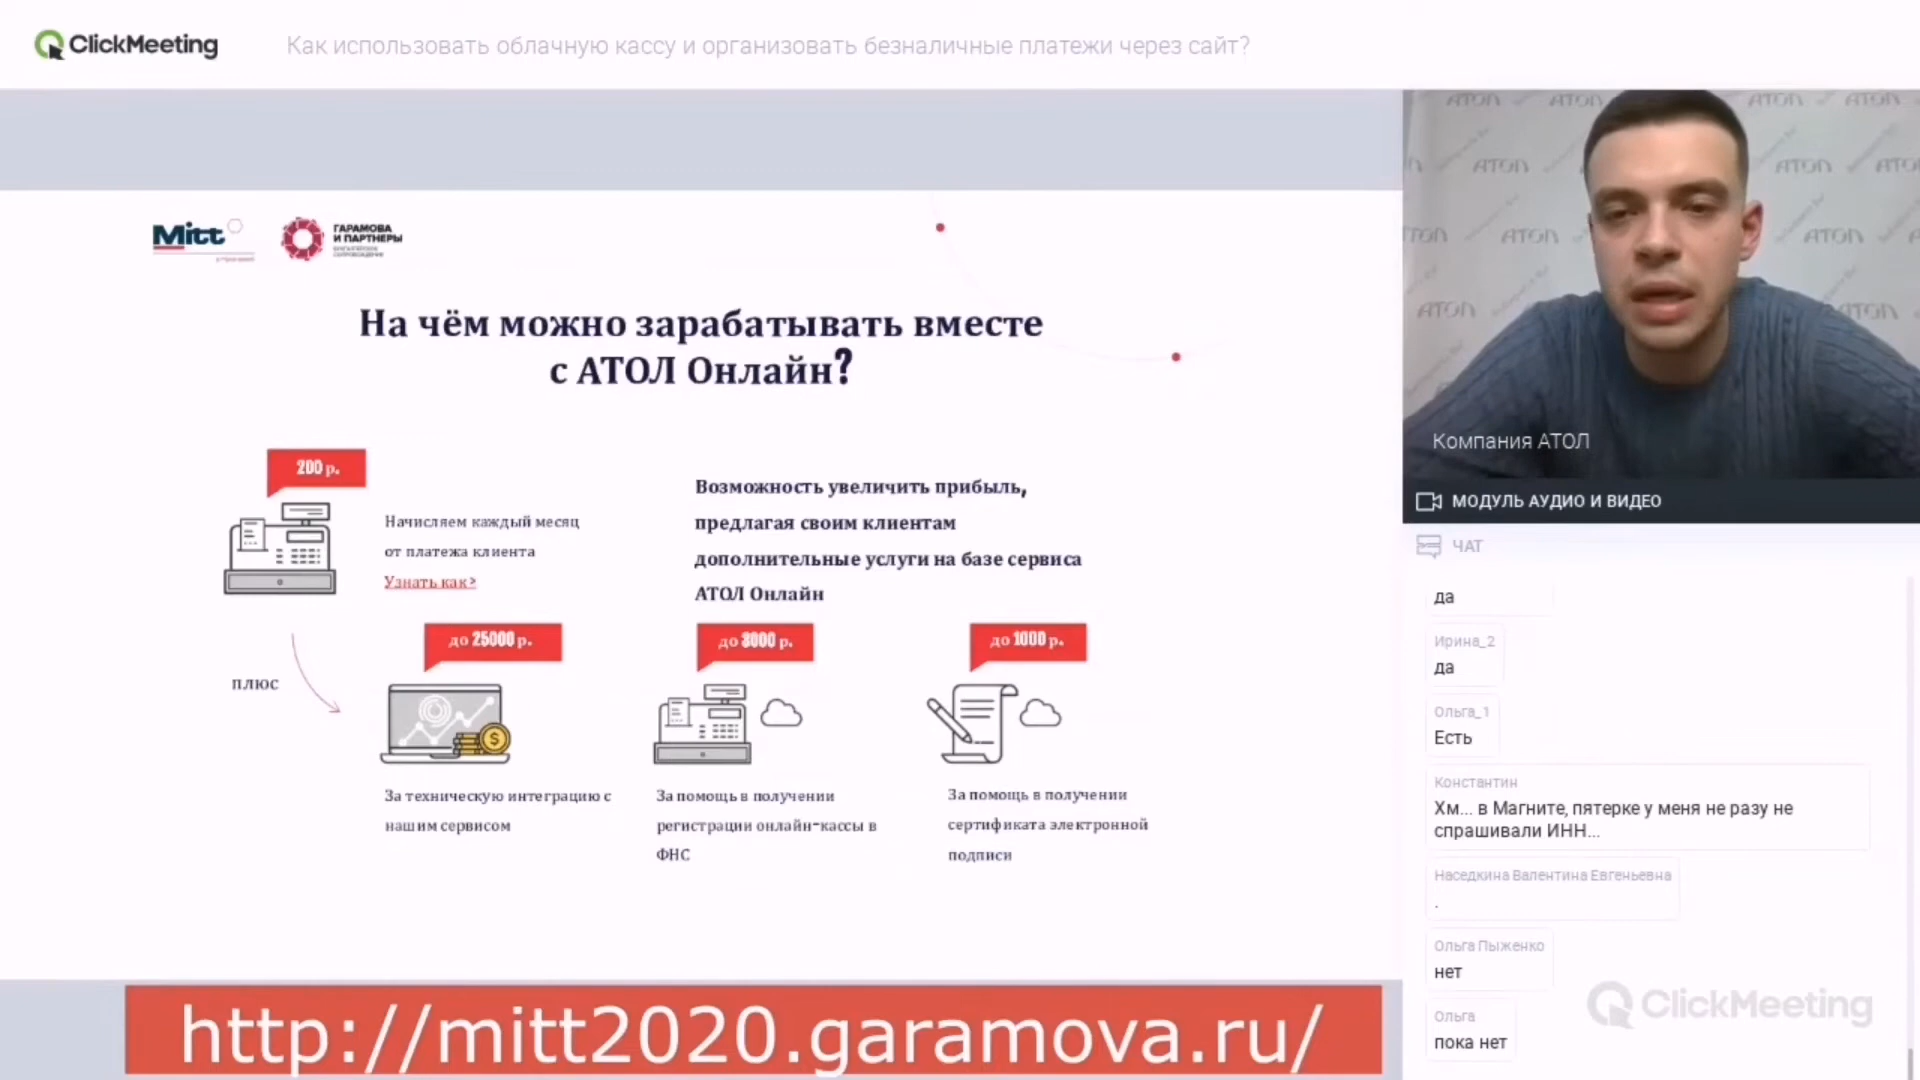 ClickMeeting
Как использовать облачную кассу и организовать безналичные платежи через сайт?
Mitt
ГАРАМОВА
И ПАРТНЕРЫ
БУХГАЛТЕРСКОЕ
СОПРОВОЖДЕНИЕ
На чём можно зарабатывать вместе
с АТОЛ Онлайн?
200 р.
Начисляем каждый месяц
от платежа клиента
Узнать как >
Возможность увеличить прибыль,
предлагая своим клиентам
дополнительные услуги на базе сервиса
АТОЛ Онлайн
плюс
до 25000 р.
За техническую интеграцию с
нашим сервисом
до 3000 р.
За помощь в получении
регистрации онлайн-кассы в
ФНС
до 1000 р.
За помощь в получении
сертификата электронной
подписи
http://mitt2020.garamova.ru/
АТОЛ
Компания АТОЛ
МОДУЛЬ АУДИО И ВИДЕО
ЧАТ
да
Ирина_2
да
Ольга_1
Есть
Константин
Хм... в Магните, пятерке у меня не разу не
спрашивали ИНН...
Наседкина Валентина Евгеньевна
.
Ольга Пыженко
нет
Ольга
пока нет
ClickMeeting